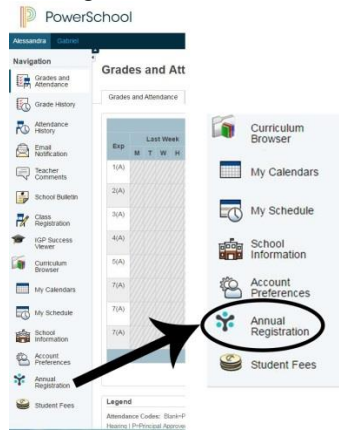 PowerSchool
Alessandra Gabriel
Navigation
Grades and
Attendance
Grade History
Attendance
History
Email
Notification
Teacher
Comments
School Bulletin
Class
Registration
IGP Success
Viewer
Curriculum
Browser
My Calendars
My Schedule
School
Information
Account
Preferences
Annual
Registration
Student Fees
Grades and Att
Grades and Attendance
Exp
Last Week
M T W H
1(A)
2(A)
3(A)
4(A)
5(A)
7(A)
7(A)
7(A)
Legend
Attendance Codes: Blank=P
Hearing | P=Principal Approve
Curriculum
Browser
My Calendars
My Schedule
School
Information
Account
Preferences
Annual
Registration
Student Fees